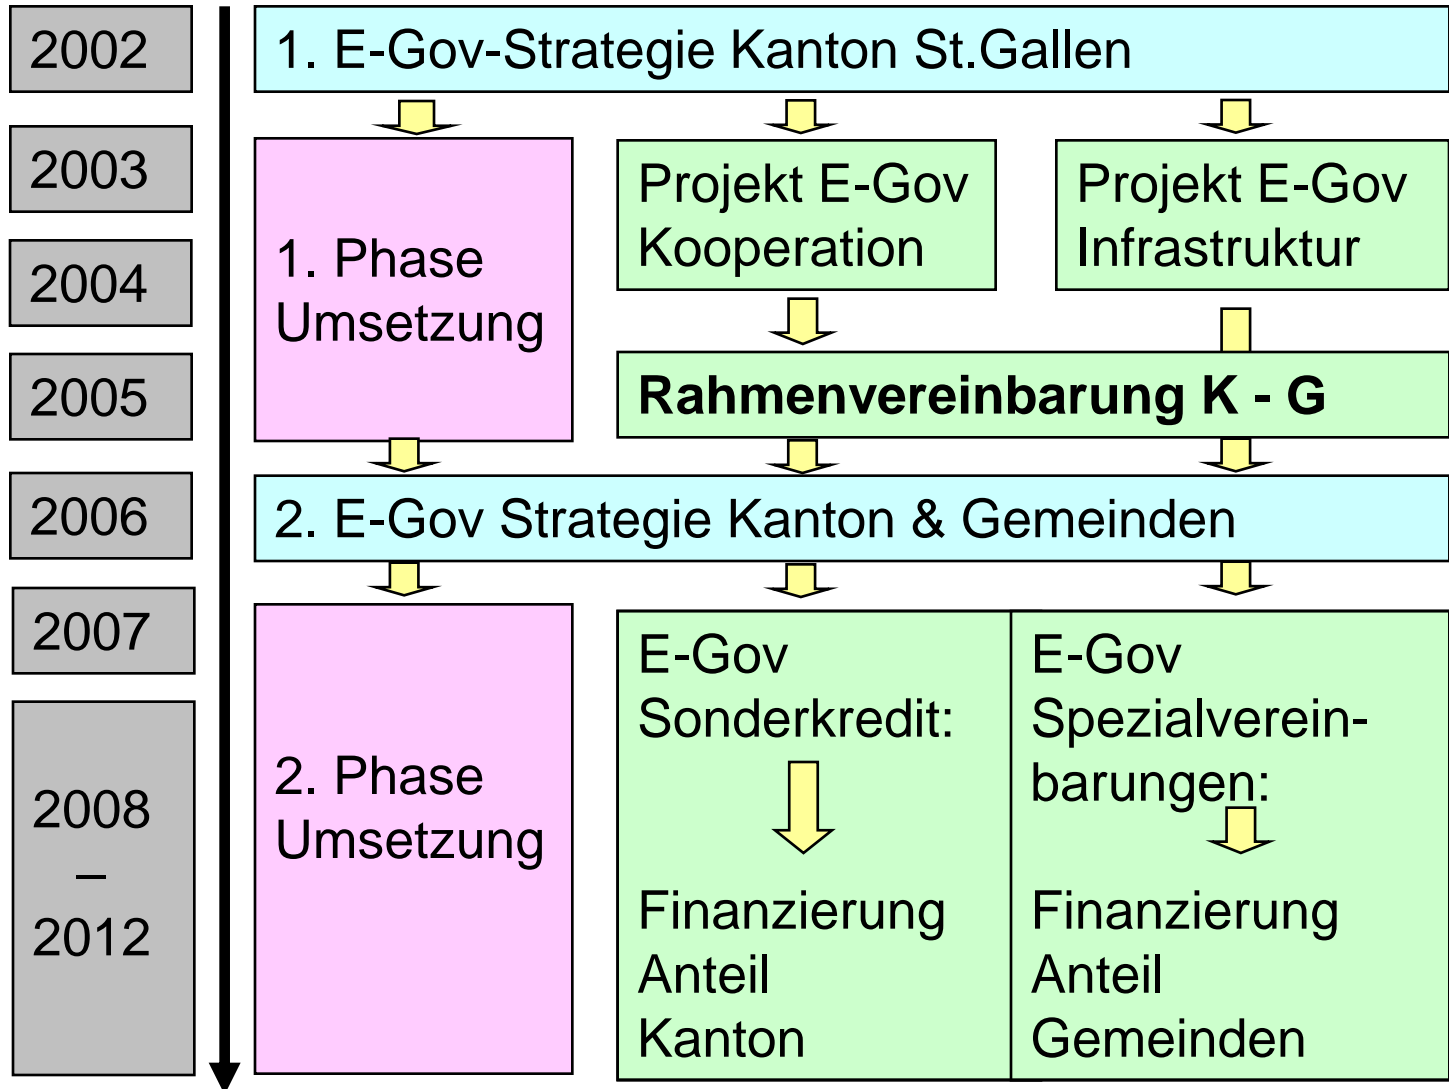 2002
1. E-Gov-Strategie Kanton St.Gallen
2003
2004
2005
1. Phase
Umsetzung
Projekt E-Gov
Kooperation
Projekt E-Gov
Infrastruktur
Rahmenvereinbarung K - G
2006
2. E-Gov Strategie Kanton & Gemeinden
2007
2008
–
2012
2. Phase
Umsetzung
E-Gov
Sonderkredit:
Finanzierung
Anteil
Kanton
E-Gov
Spezialverein-
barungen:
Finanzierung
Anteil
Gemeinden